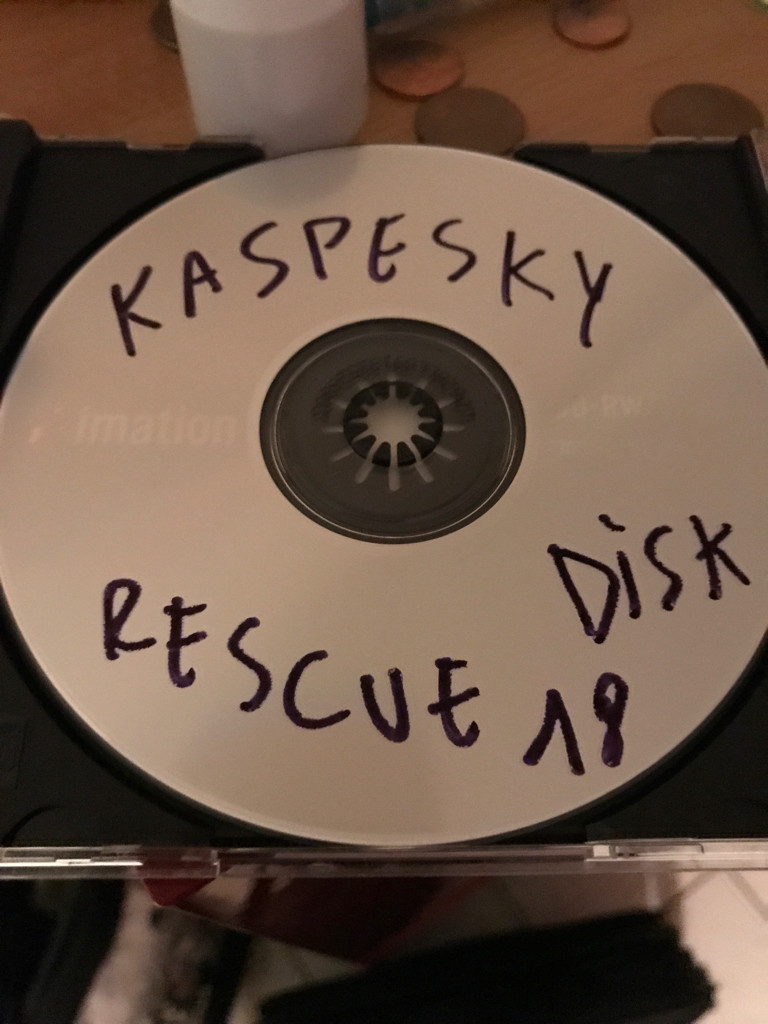 KASPESKY
imation
RESCUE DISK
18